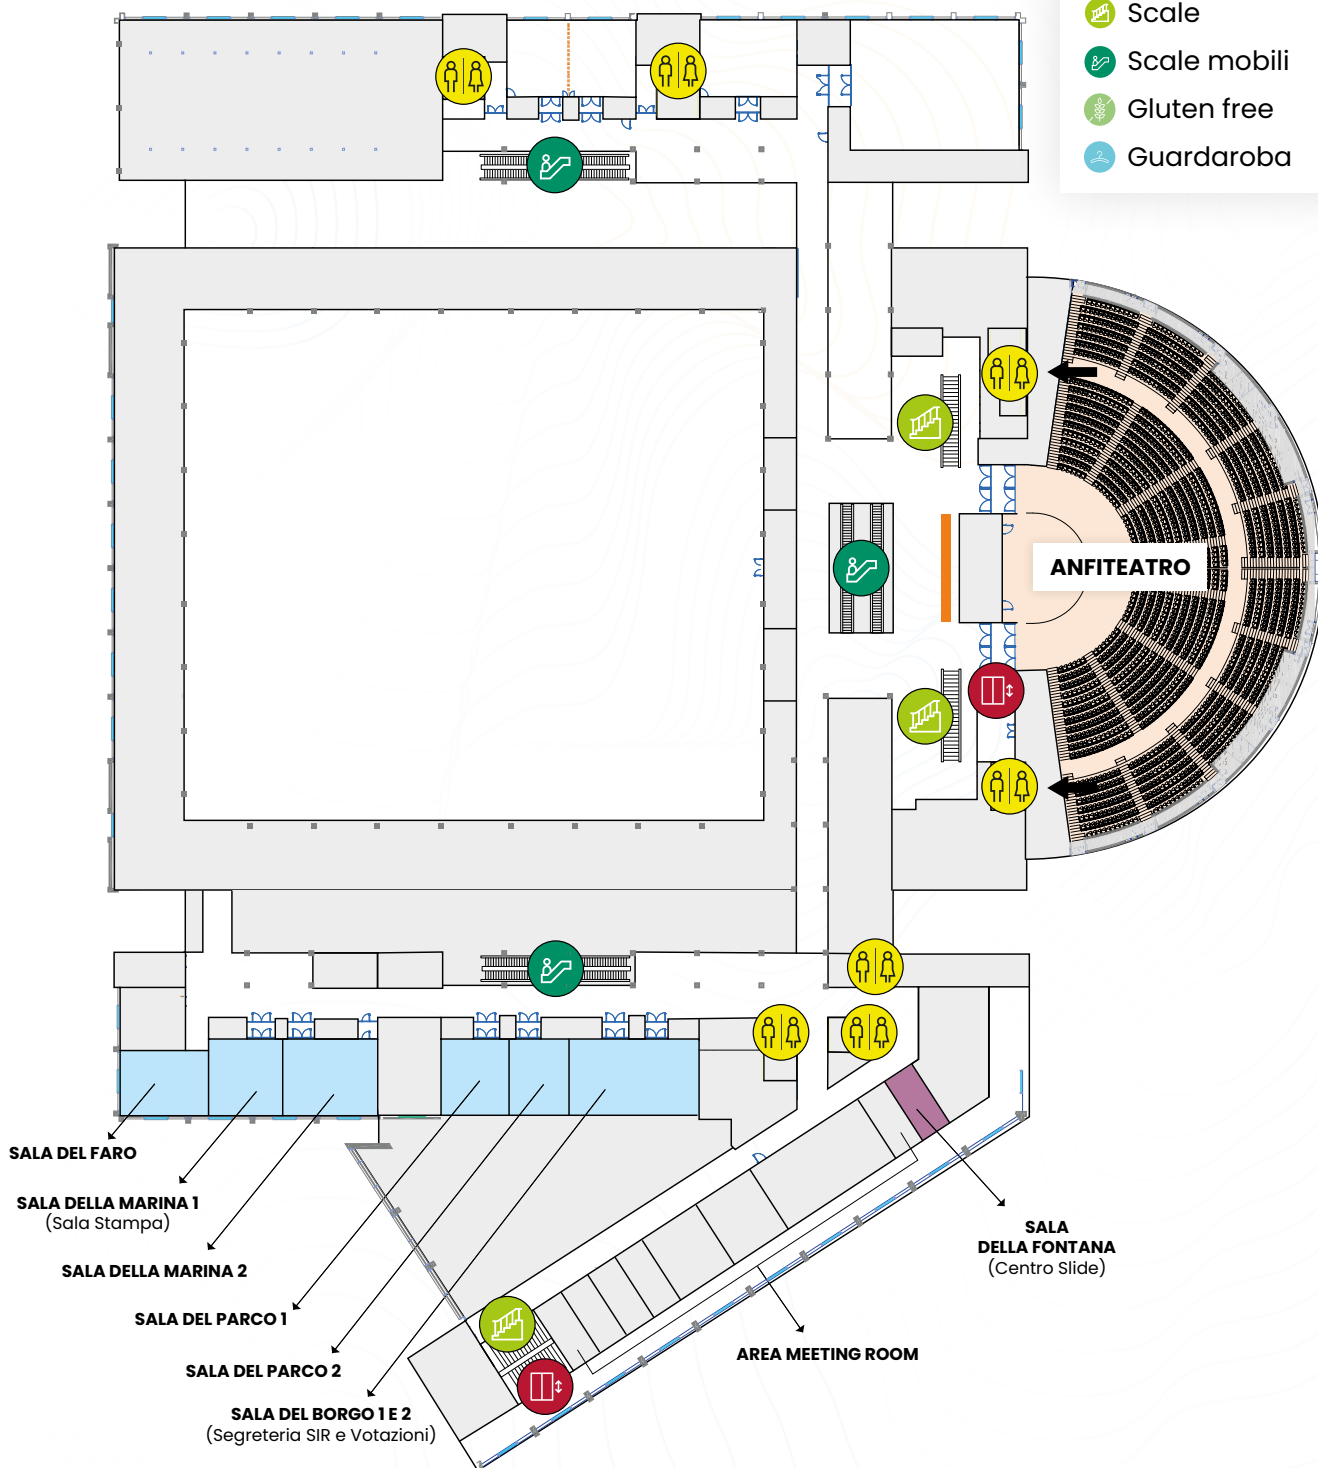 Scale
Scale mobili
Gluten free
Guardaroba
ANFITEATRO
SALA DEL FARO
SALA DELLA MARINA 1
(Sala Stampa)
SALA DELLA MARINA 2
SALA DEL PARCO 1
SALA DEL PARCO 2
SALA DEL BORGO 1 E 2
(Segreteria SIR e Votazioni)
AREA MEETING ROOM
SALA
DELLA FONTANA
(Centro Slide)